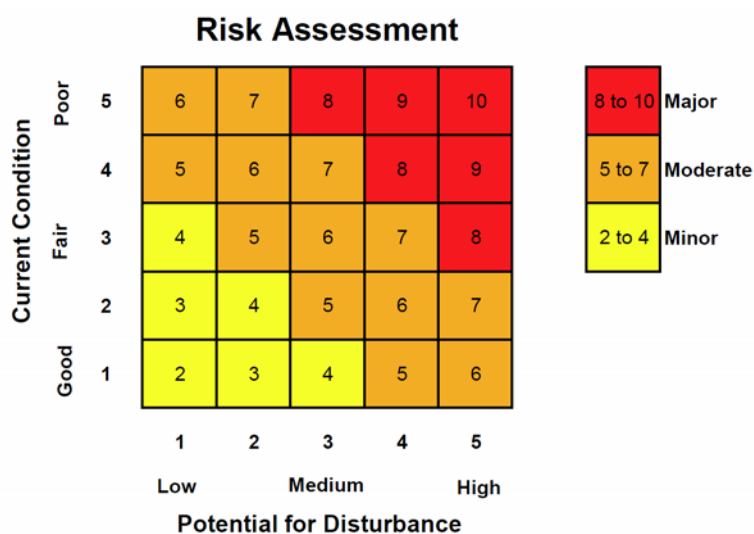 Risk Assessment
Poor 5 6 7 8 9 10 8 to 10 Major
4 5 6 7 8 9 5 to 7 Moderate
Current Condition
Fair 3 4 5 6 7 8 2 to 4 Minor
2 3 4 5 6 7
Good 1 2 3 4 5 6
1 2 3 4 5
Low Medium High
Potential for Disturbance